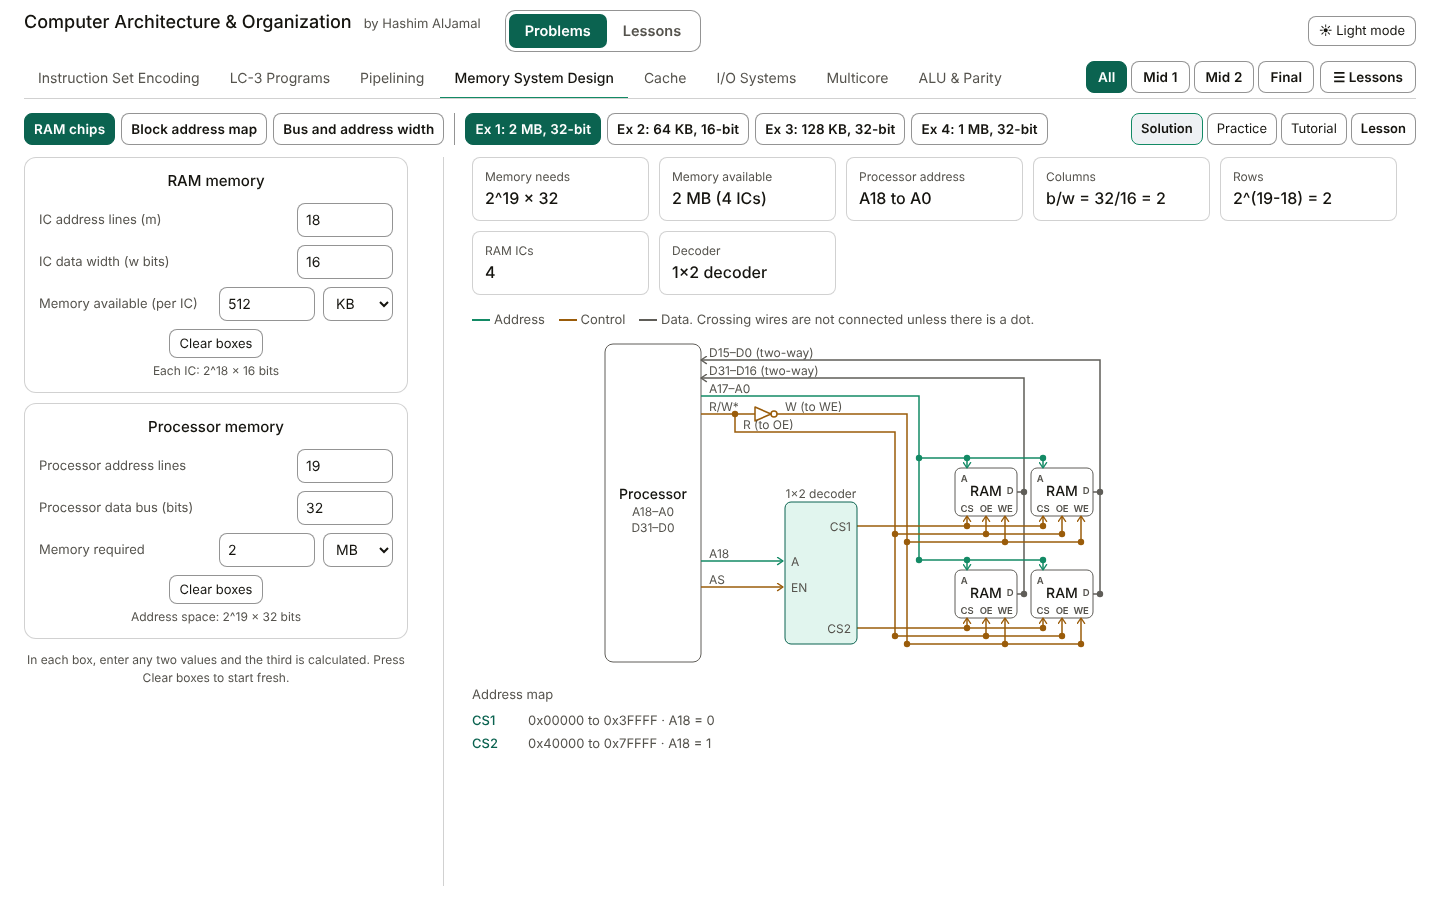 Computer Architecture & Organization by Hashim AlJamal Problems Lessons ☀ Light mode
Instruction Set Encoding LC-3 Programs Pipelining Memory System Design Cache I/O Systems Multicore ALU & Parity All Mid 1 Mid 2 Final ☰ Lessons
RAM chips Block address map Bus and address width Ex 1: 2 MB, 32-bit Ex 2: 64 KB, 16-bit Ex 3: 128 KB, 32-bit Ex 4: 1 MB, 32-bit Solution Practice Tutorial Lesson
RAM memory
IC address lines (m) 18
IC data width (w bits) 16
Memory available (per IC) 512 KB
Clear boxes
Each IC: 2^18 × 16 bits
Processor memory
Processor address lines 19
Processor data bus (bits) 32
Memory required 2 MB
Clear boxes
Address space: 2^19 × 32 bits
In each box, enter any two values and the third is calculated. Press
Clear boxes to start fresh.
Memory needs
2^19 × 32
Memory available
2 MB (4 ICs)
Processor address
A18 to A0
Columns
b/w = 32/16 = 2
Rows
2^(19-18) = 2
RAM ICs
4
Decoder
1×2 decoder
Address Control Data. Crossing wires are not connected unless there is a dot.
D15–D0 (two-way)
D31–D16 (two-way)
A17–A0
R/W* W (to WE)
R (to OE)
Processor
A18–A0
D31–D0
1×2 decoder
CS1
A18
A
AS
EN
CS2
A
RAM D
CS OE WE
A
RAM D
CS OE WE
A
RAM D
CS OE WE
A
RAM D
CS OE WE
Address map
CS1 0x00000 to 0x3FFFF · A18 = 0
CS2 0x40000 to 0x7FFFF · A18 = 1